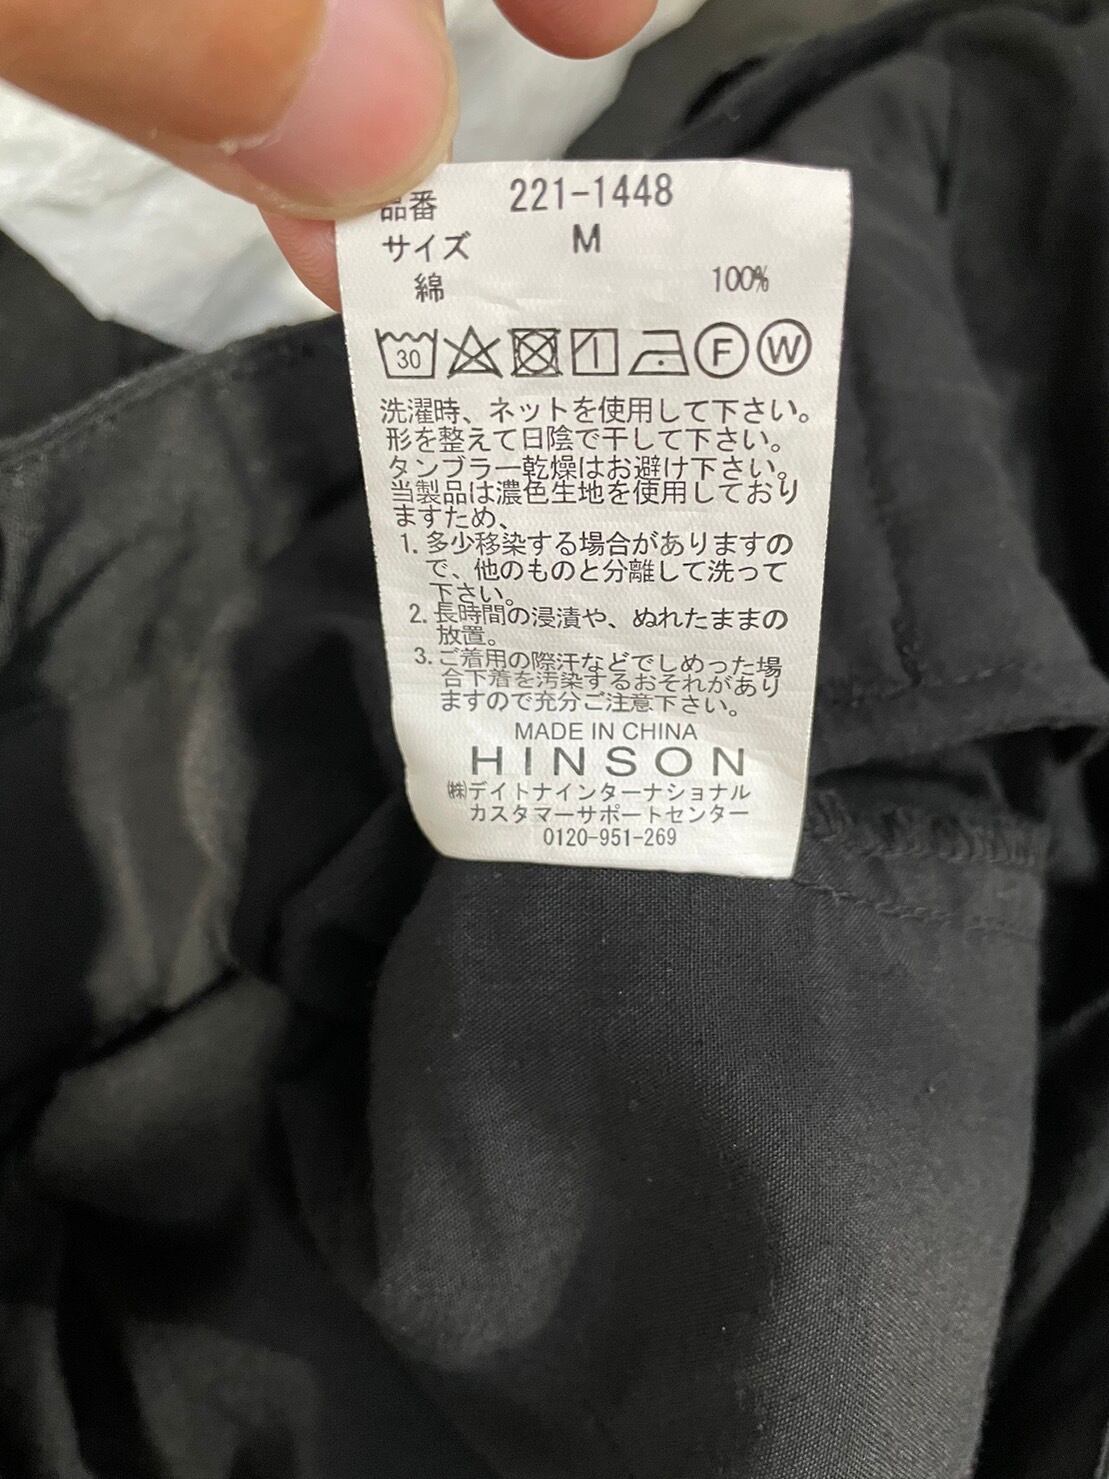 品番 221-1448
サイズ M
綿 100%
30 F W
洗濯時、ネットを使用して下さい。
形を整えて日陰で干して下さい。
タンブラー乾燥はお避け下さい。
当製品は濃色生地を使用しており
ますため、
1. 多少移染する場合がありますの
で、他のものと分離して洗って
下さい。
2. 長時間の浸漬や、ぬれたままの
放置。
3. ご着用の際汗などでしめった場
合下着を汚染するおそれがあり
ますので充分ご注意下さい。
MADE IN CHINA
HINSON
㈱デイトナインターナショナル
カスタマーサポートセンター
0120-951-269